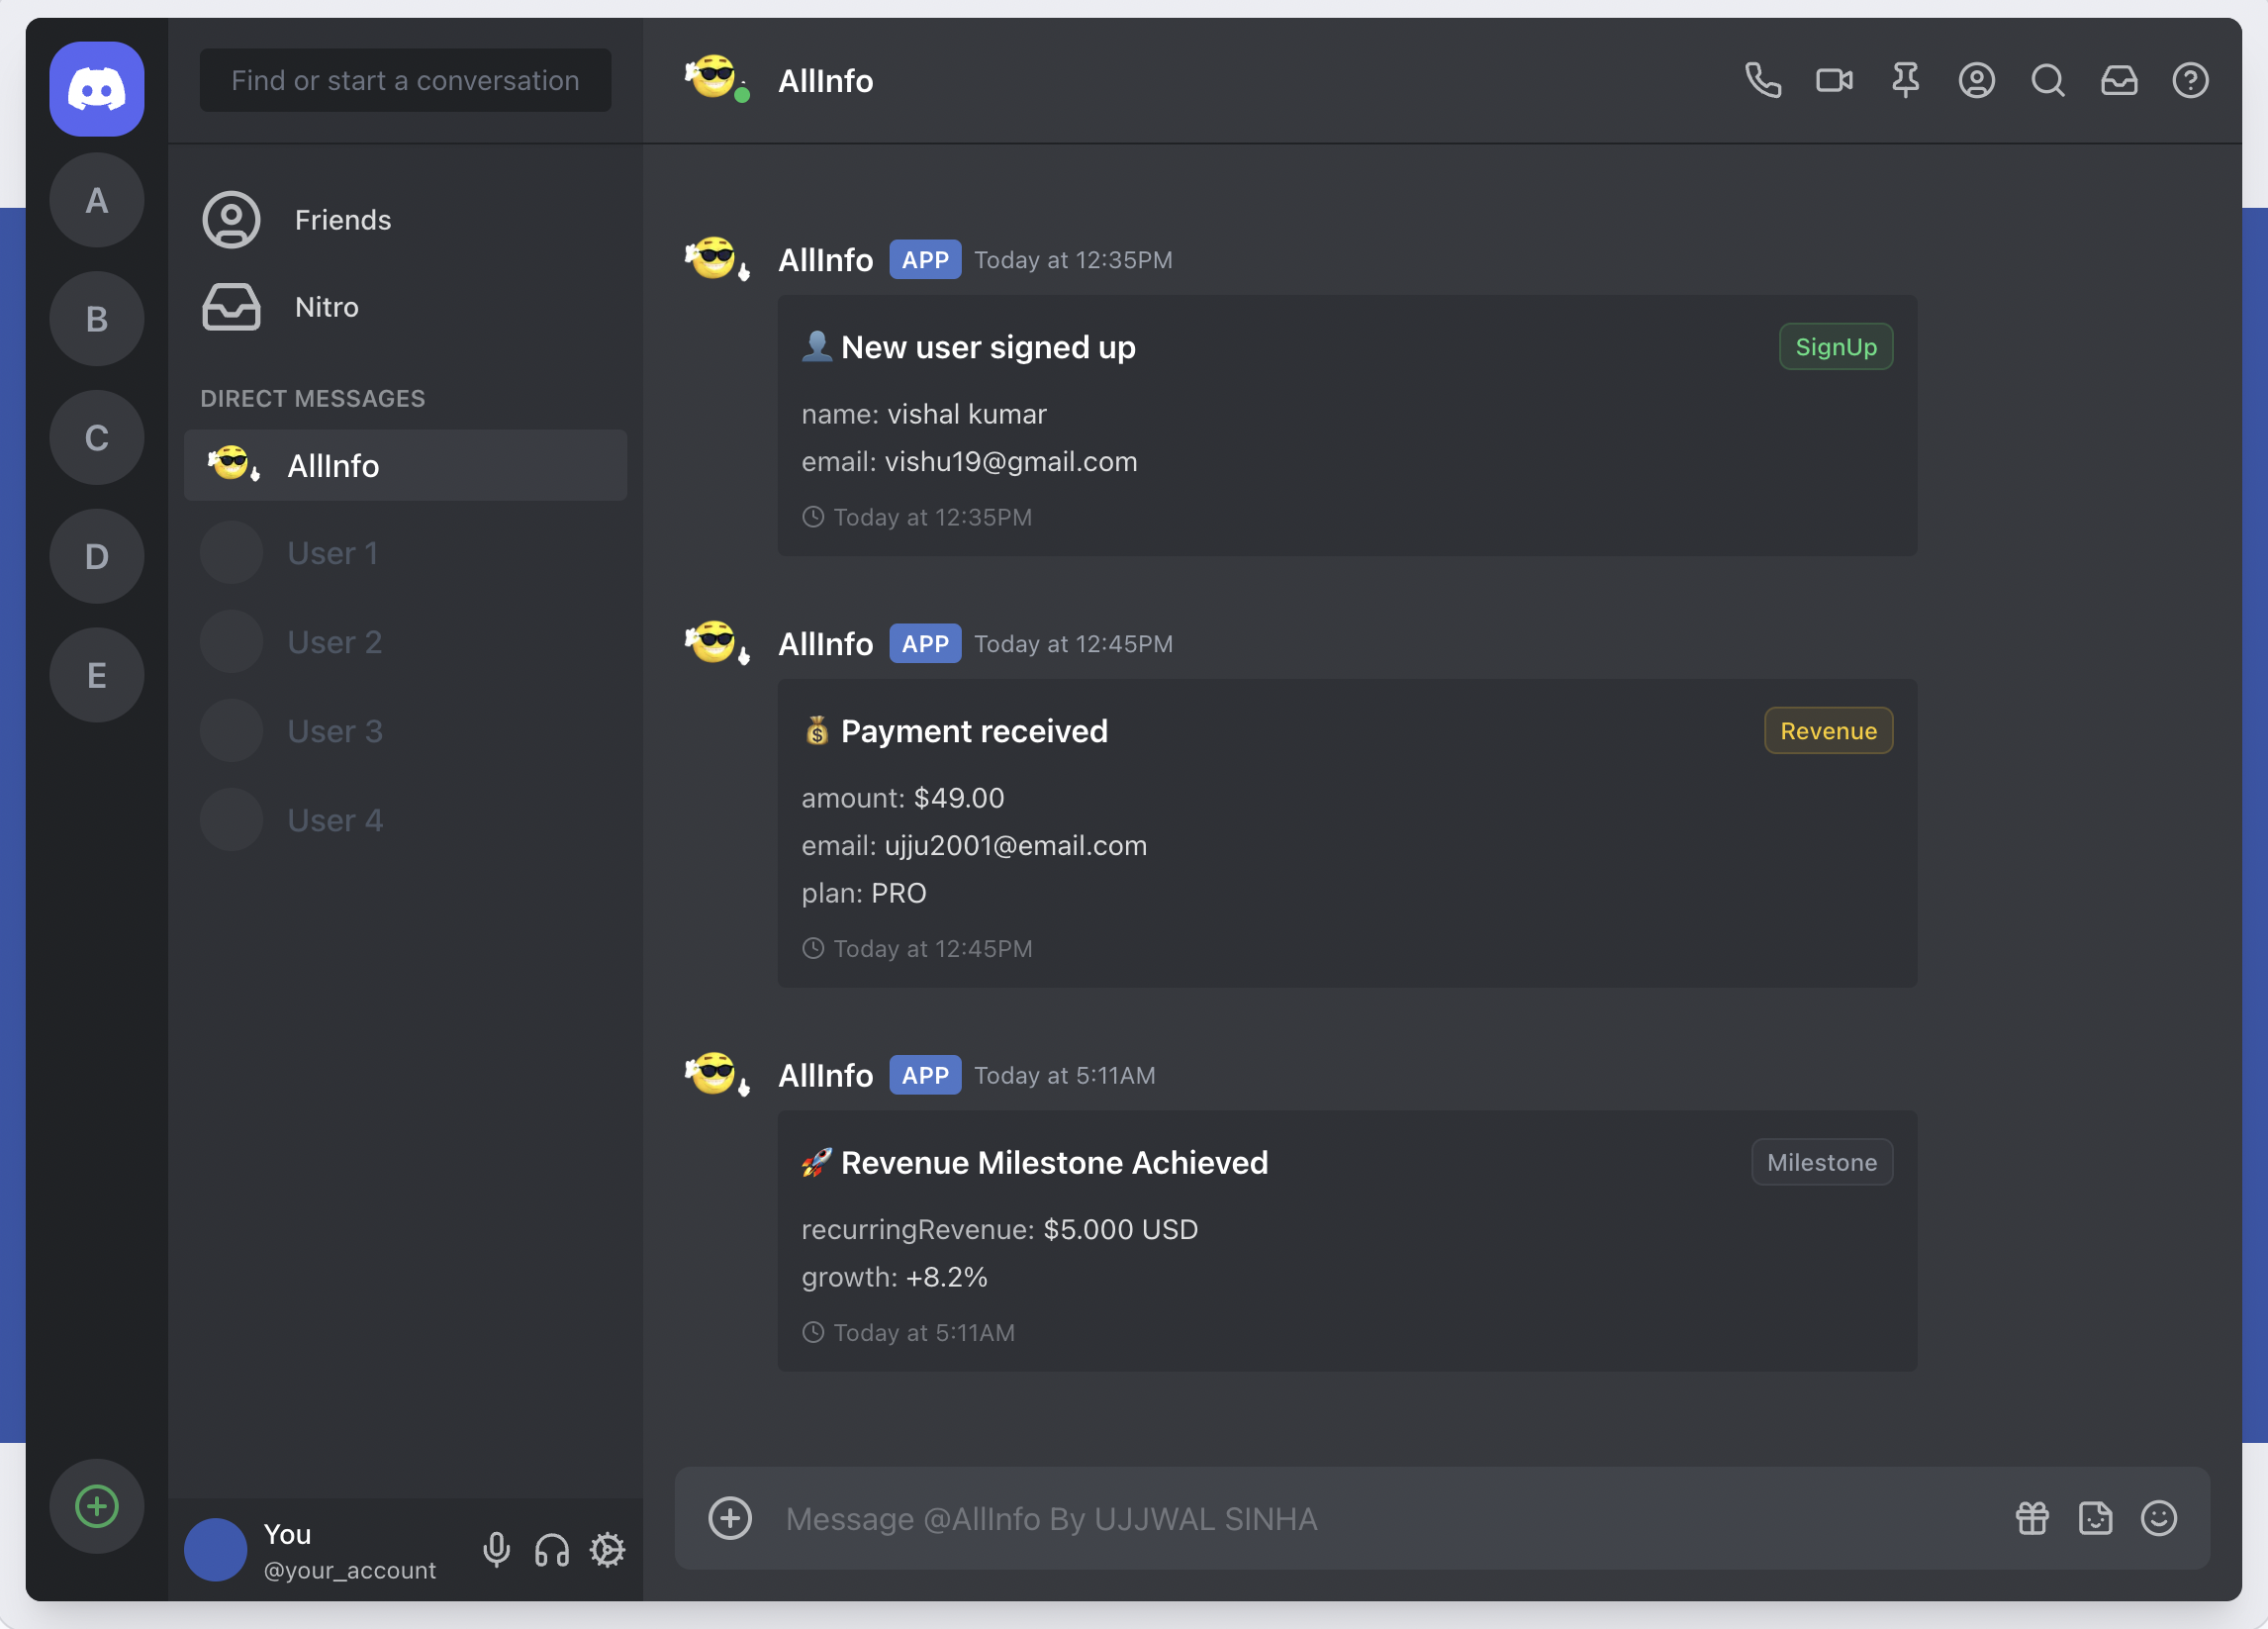 Find or start a conversation
A
B
C
D
E
Friends
Nitro
DIRECT MESSAGES
AllInfo
User 1
User 2
User 3
User 4
You
@your_account
AllInfo
AllInfo APP Today at 12:35PM
New user signed up SignUp
name: vishal kumar
email: vishu19@gmail.com
Today at 12:35PM
AllInfo APP Today at 12:45PM
Payment received Revenue
amount: $49.00
email: ujju2001@email.com
plan: PRO
Today at 12:45PM
AllInfo APP Today at 5:11AM
Revenue Milestone Achieved Milestone
recurringRevenue: $5.000 USD
growth: +8.2%
Today at 5:11AM
Message @AllInfo By UJJWAL SINHA